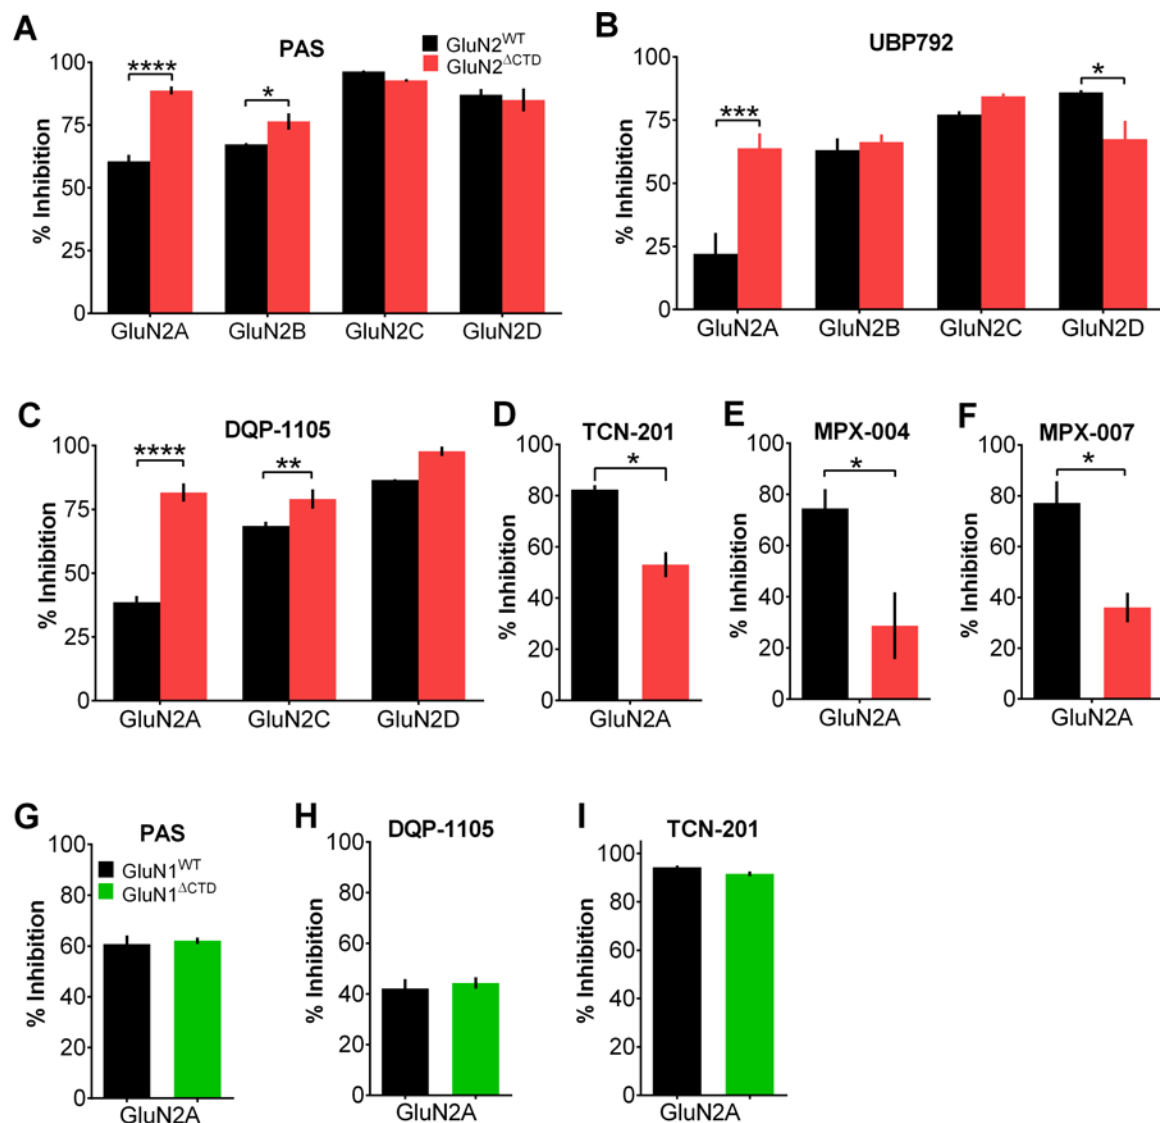 A
PAS
GluN2WT
GluN2ΔCTD
****
*
% Inhibition
100
75
50
25
0
GluN2A GluN2B GluN2C GluN2D
B
UBP792
***
*
% Inhibition
100
75
50
25
0
GluN2A GluN2B GluN2C GluN2D
C
DQP-1105
****
**
% Inhibition
100
75
50
25
0
GluN2A GluN2C GluN2D
D
TCN-201
*
% Inhibition
100
80
60
40
20
0
GluN2A
E
MPX-004
*
% Inhibition
100
80
60
40
20
0
GluN2A
F
MPX-007
*
% Inhibition
100
80
60
40
20
0
GluN2A
G
PAS
GluN1WT
GluN1ΔCTD
% Inhibition
100
80
60
40
20
0
GluN2A
H
DQP-1105
% Inhibition
100
80
60
40
20
0
GluN2A
I
TCN-201
% Inhibition
100
80
60
40
20
0
GluN2A